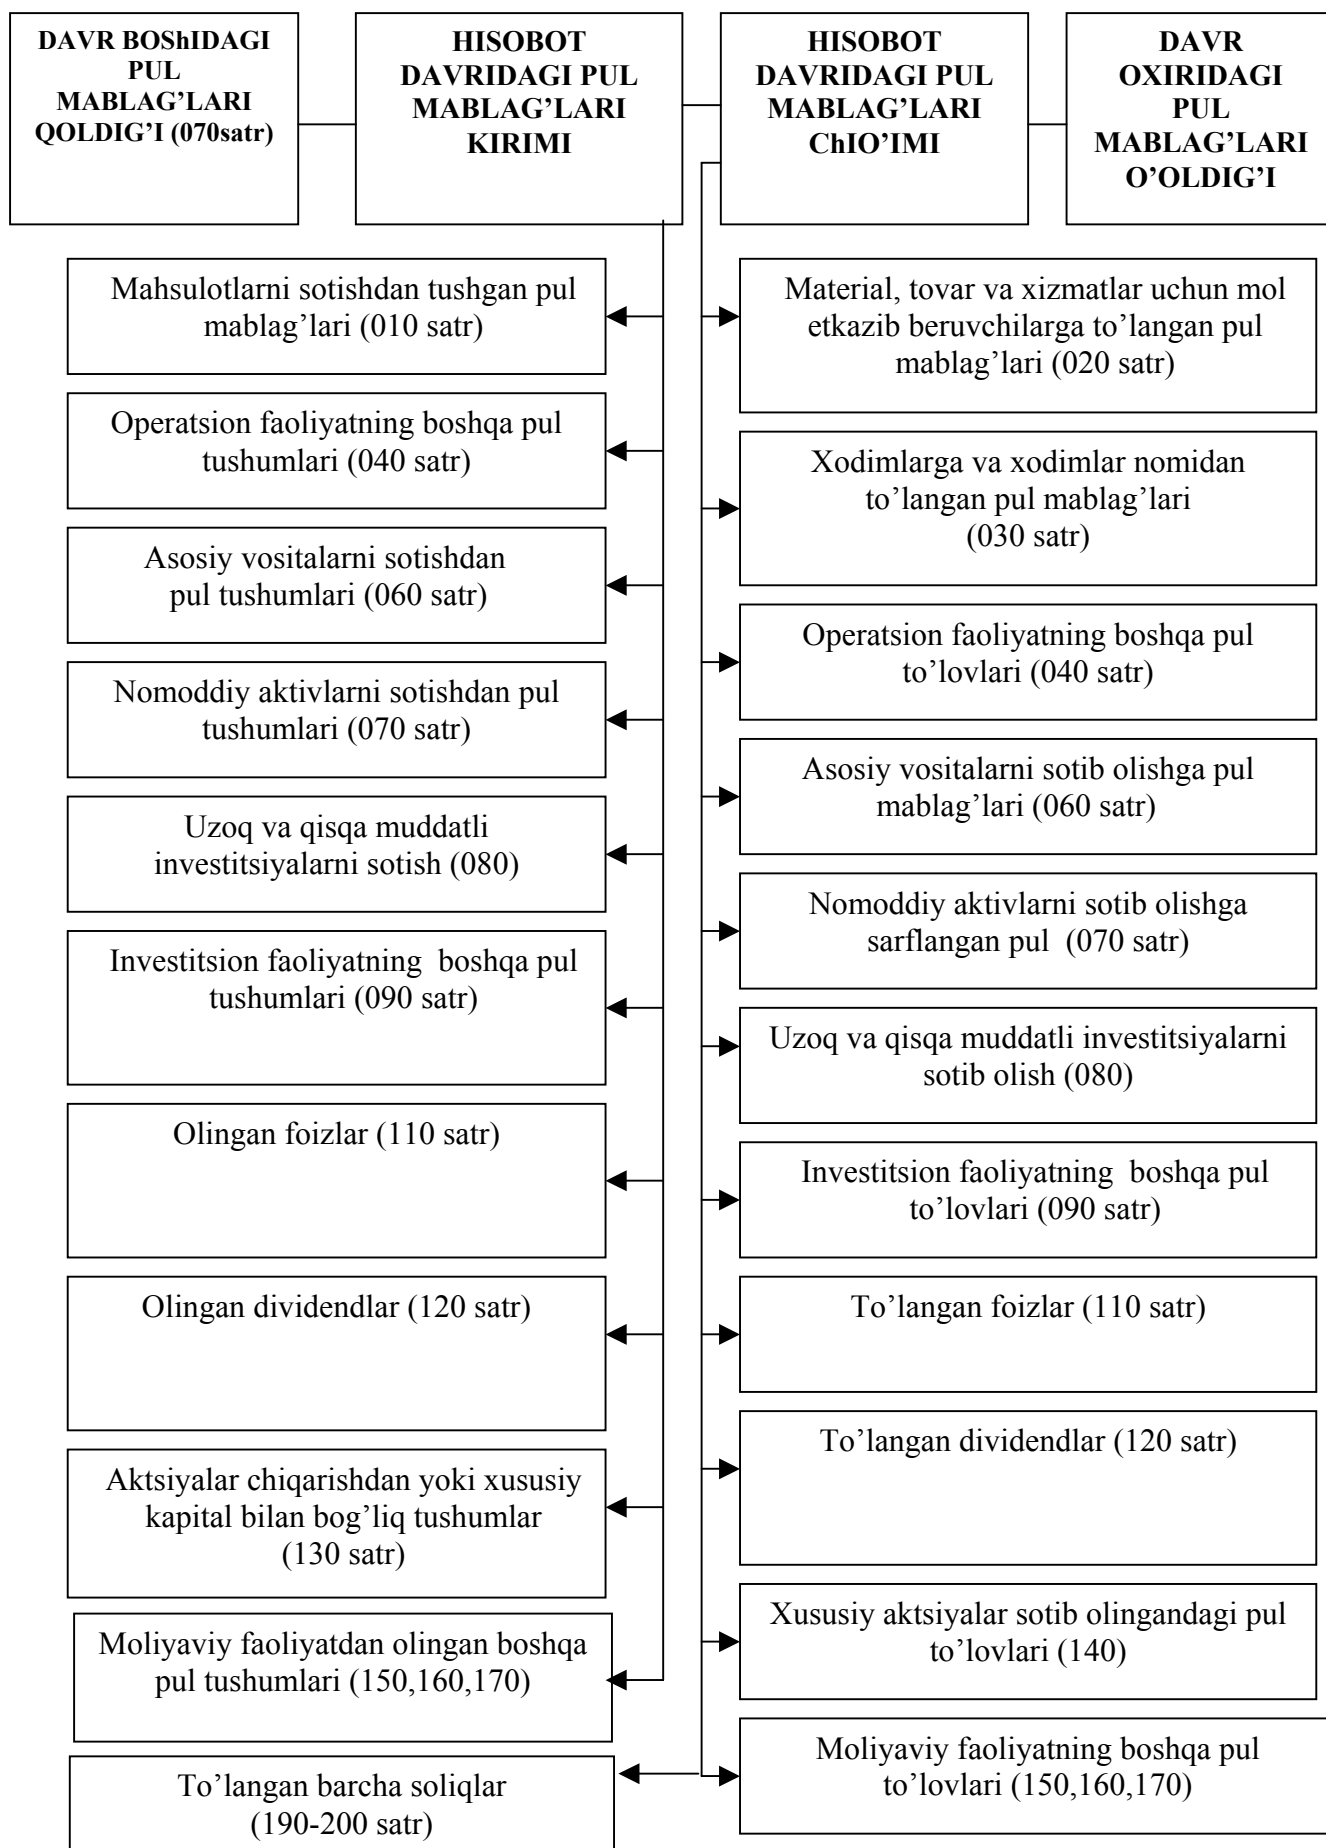 DAVR BOShIDAGI
PUL
MABLAG’LARI
QOLDIG’I (070satr)
HISOBOT
DAVRIDAGI PUL
MABLAG’LARI
KIRIMI
HISOBOT
DAVRIDAGI PUL
MABLAG’LARI
ChIO’IMI
DAVR
OXIRIDAGI
PUL
MABLAG’LARI
O’OLDIG’I
Mahsulotlarni sotishdan tushgan pul
mablag’lari (010 satr)
Operatsion faoliyatning boshqa pul
tushumlari (040 satr)
Asosiy vositalarni sotishdan
pul tushumlari (060 satr)
Nomoddiy aktivlarni sotishdan pul
tushumlari (070 satr)
Uzoq va qisqa muddatli
investitsiyalarni sotish (080)
Investitsion faoliyatning  boshqa pul
tushumlari (090 satr)
Olingan foizlar (110 satr)
Olingan dividendlar (120 satr)
Aktsiyalar chiqarishdan yoki xususiy
kapital bilan bog’liq tushumlar
(130 satr)
Moliyaviy faoliyatdan olingan boshqa
pul tushumlari (150,160,170)
To’langan barcha soliqlar
(190-200 satr)
Material, tovar va xizmatlar uchun mol
etkazib beruvchilarga to’langan pul
mablag’lari (020 satr)
Xodimlarga va xodimlar nomidan
to’langan pul mablag’lari
(030 satr)
Operatsion faoliyatning boshqa pul
to’lovlari (040 satr)
Asosiy vositalarni sotib olishga pul
mablag’lari (060 satr)
Nomoddiy aktivlarni sotib olishga
sarflangan pul  (070 satr)
Uzoq va qisqa muddatli investitsiyalarni
sotib olish (080)
Investitsion faoliyatning  boshqa pul
to’lovlari (090 satr)
To’langan foizlar (110 satr)
To’langan dividendlar (120 satr)
Xususiy aktsiyalar sotib olingandagi pul
to’lovlari (140)
Moliyaviy faoliyatning boshqa pul
to’lovlari (150,160,170)